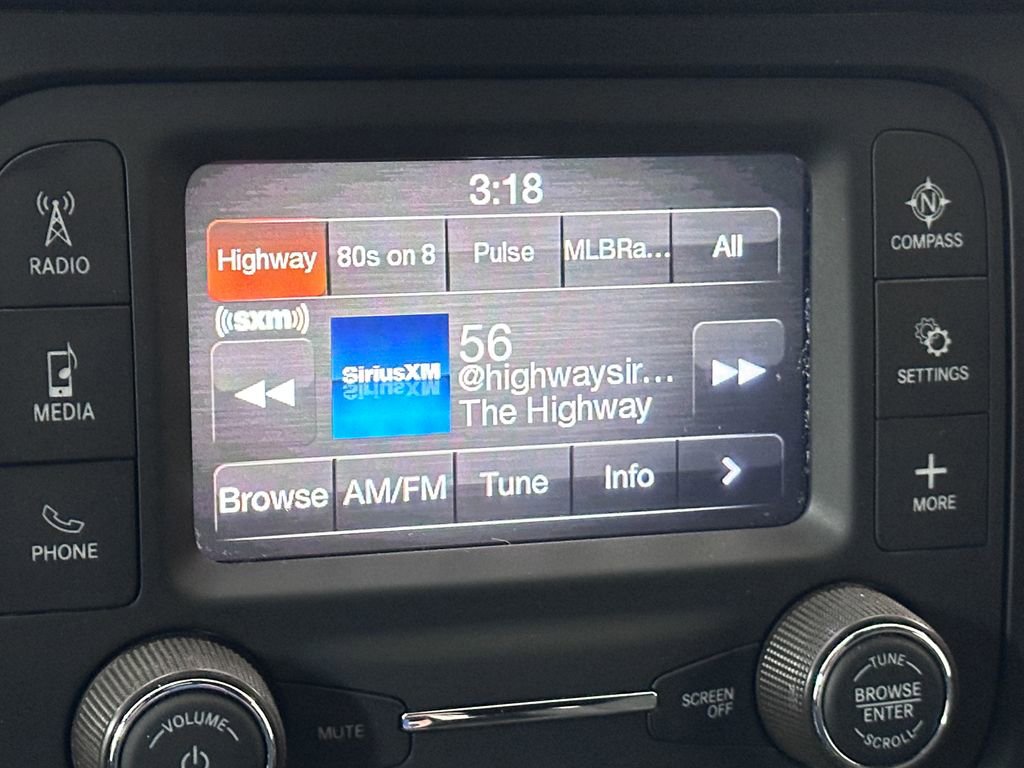 3:18
Highway 80s on 8 Pulse MLBRa... All
((sxm))
SiriusXM
56
@highwaysir...
The Highway
Browse AM/FM Tune Info >
RADIO
MEDIA
PHONE
N
COMPASS
SETTINGS
+
MORE
VOLUME
MUTE
SCREEN
OFF
TUNE
BROWSE
ENTER
SCROLL